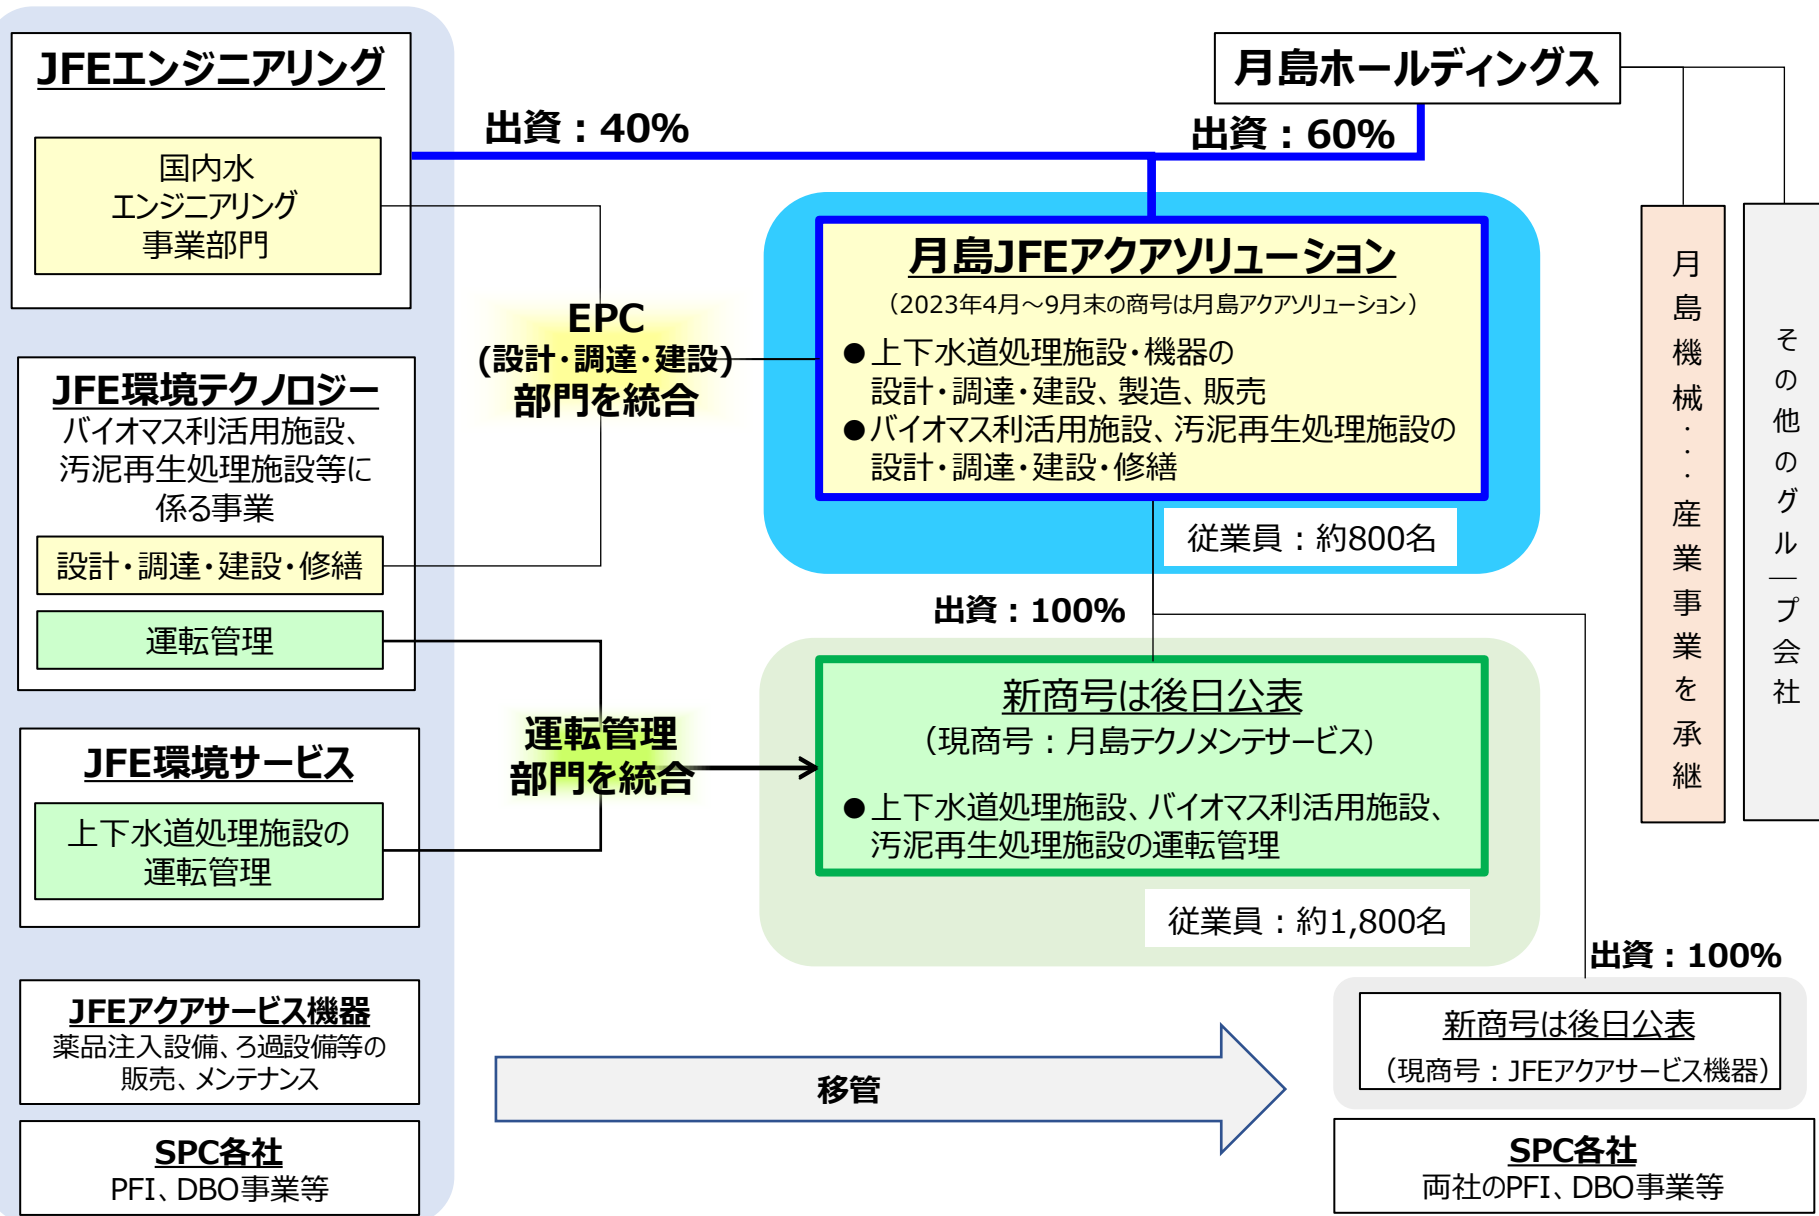 JFEエンジニアリング
国内水
エンジニアリング
事業部門
JFE環境テクノロジー
バイオマス利活用施設、
汚泥再生処理施設等に
係る事業
設計・調達・建設・修繕
運転管理
JFE環境サービス
上下水道処理施設の
運転管理
JFEアクアサービス機器
薬品注入設備、ろ過設備等の
販売、メンテナンス
SPC各社
PFI、DBO事業等
出資：40%
EPC
(設計・調達・建設)
部門を統合
運転管理
部門を統合
移管
月島ホールディングス
出資：60%
月島JFEアクアソリューション
（2023年4月～9月末の商号は月島アクアソリューション）
●上下水道処理施設・機器の
設計・調達・建設、製造、販売
●バイオマス利活用施設、汚泥再生処理施設の
設計・調達・建設・修繕
従業員：約800名
出資：100%
新商号は後日公表
（現商号：月島テクノメンテサービス）
●上下水道処理施設、バイオマス利活用施設、
汚泥再生処理施設の運転管理
従業員：約1,800名
出資：100%
新商号は後日公表
（現商号：JFEアクアサービス機器）
SPC各社
両社のPFI、DBO事業等
月島機械・・・産業事業を承継
その他のグループ会社